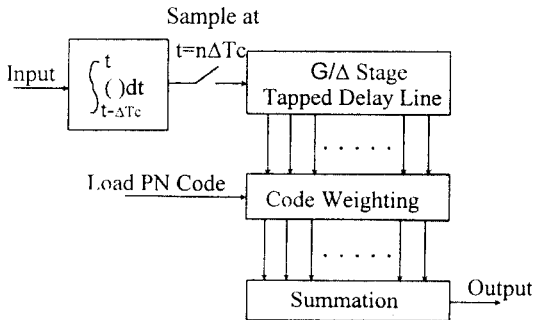 Sample at
t=nΔTc
Input
t
∫ ( )dt
t-ΔTc
G/Δ Stage
Tapped Delay Line
. . . . .
Load PN Code
Code Weighting
. . . . .
Summation
Output